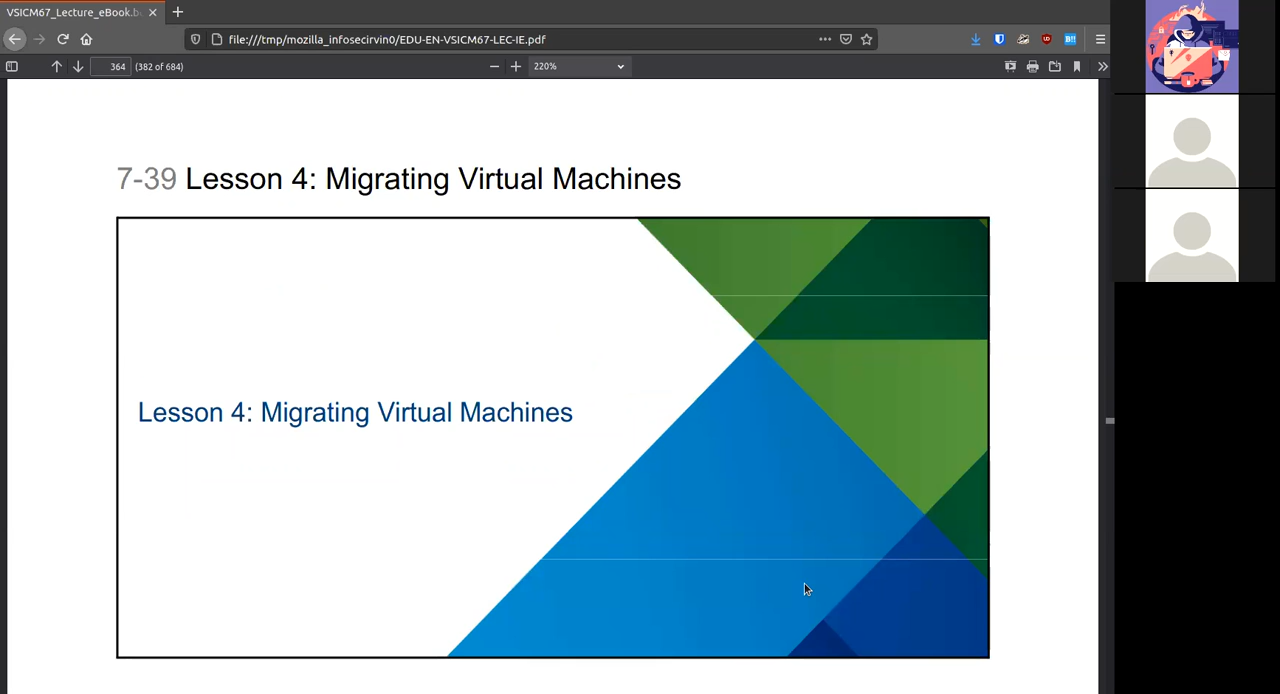 VSICM67_Lecture_eBook.b
file:///tmp/mozilla_infosecirvin0/EDU-EN-VSICM67-LEC-IE.pdf
364 (382 of 684)
220%
7-39 Lesson 4: Migrating Virtual Machines
Lesson 4: Migrating Virtual Machines